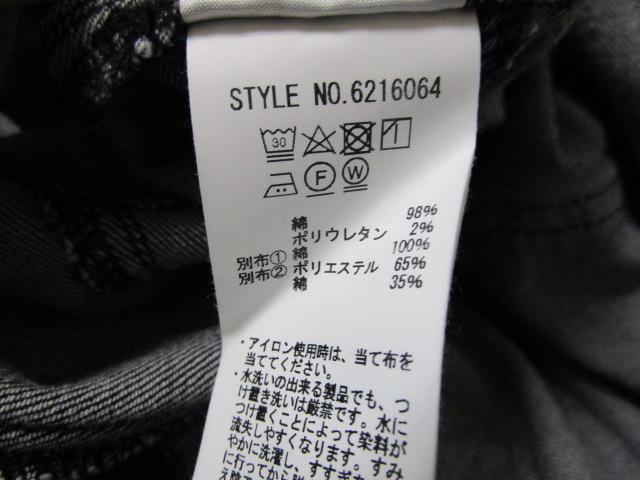 STYLE NO.6216064
30
F W
綿 98%
ポリウレタン 2%
別布① 綿 100%
別布② ポリエステル 65%
綿 35%
・アイロン使用時は、当て布を
当ててください。
・水洗いの出来る製品でも、つ
け置き洗いは厳禁です。水に
つけ置くことによって染料が
流失しやすくなります。すみ
やかに洗濯し、すすぎを
に行ってから